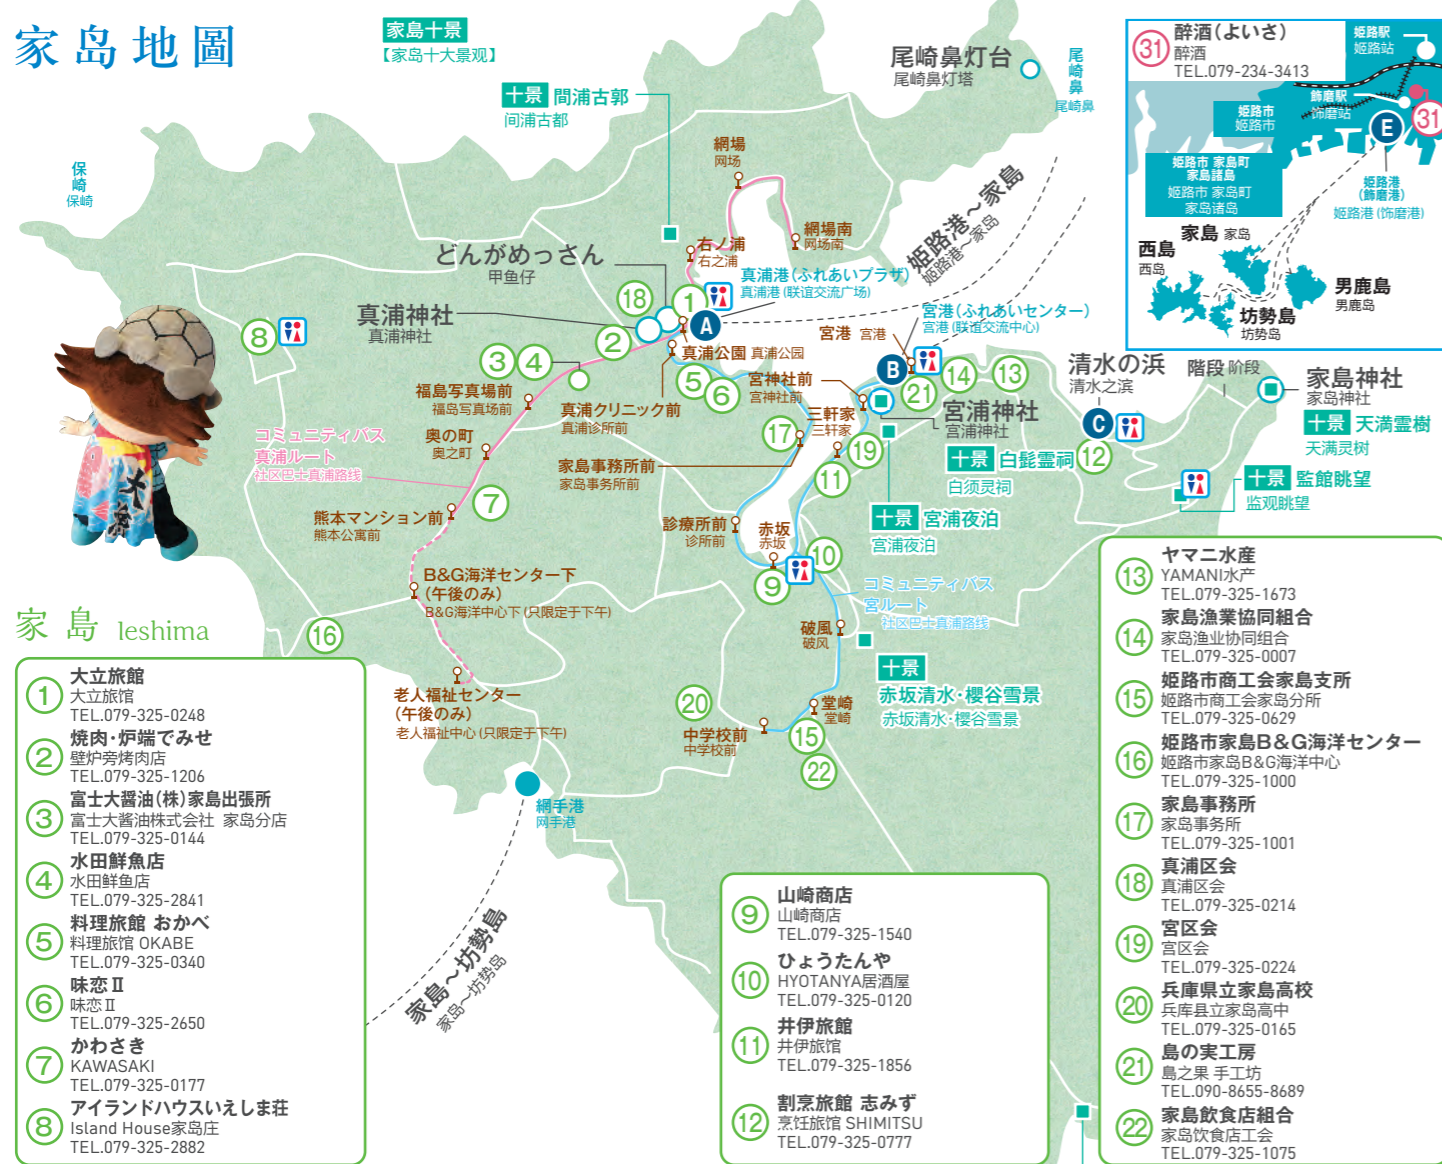 家岛地圖
家島十景
【家岛十大景观】
十景 間浦古郭
间浦古都
尾崎鼻灯台
尾崎鼻灯塔
尾崎鼻
尾崎鼻
31
醉酒(よいさ)
醉酒
TEL.079-234-3413
姫路駅
姬路站
飾磨駅
饰磨站
31
E
姫路市
姬路市
姫路市 家島町
家島諸島
姬路市 家岛町
家岛诸岛
姫路港
(飾磨港)
姬路港 (饰磨港)
家島 家岛
西島
西岛
男鹿島
男鹿岛
坊勢島
坊势岛
保崎
保崎
網場
网场
網場南
网场南
右ノ浦
右之浦
姫路港〜家島
姬路港〜家岛
どんがめっさん
甲鱼仔
真浦港(ふれあいプラザ)
真浦港 (联谊交流广场)
18
1
A
真浦神社
真浦神社
2
真浦公園 真浦公园
8
3 4
5
6
福島写真場前
福岛写真场前
真浦クリニック前
真浦诊所前
宮港 宮港
宮港(ふれあいセンター)
宮港 (联谊交流中心)
B
21
14
13
宮神社前
宫神社前
三軒家
三轩家
宮浦神社
宫浦神社
清水の浜
清水之滨
C
12
階段 阶段
家島神社
家岛神社
十景 天満霊樹
天满灵树
十景 監館眺望
监观眺望
十景 白髭霊祠
白须灵祠
十景 宮浦夜泊
宫浦夜泊
コミュニティバス
真浦ルート
社区巴士真浦路线
奥の町
奥之町
17
19
11
家島事務所前
家岛事务所前
7
熊本マンション前
熊本公寓前
診療所前
诊所前
赤坂
赤坂
10
9
B&G海洋センター下
(午後のみ)
B&G海洋中心下 (只限定于下午)
コミュニティバス
宮ルート
社区巴士真浦路线
破風
破风
十景
赤坂清水・櫻谷雪景
赤坂清水・櫻谷雪景
16
老人福祉センター
(午後のみ)
老人福祉中心 (只限定于下午)
20
中学校前
中学校前
堂崎
堂崎
15
22
網手港
网手港
家島〜坊勢島
家岛〜坊势岛
大漁
家島 Ieshima
1
大立旅館
大立旅馆
TEL.079-325-0248
2
焼肉・炉端でみせ
壁炉旁烤肉店
TEL.079-325-1206
3
富士大醤油(株)家島出張所
富士大酱油株式会社 家岛分店
TEL.079-325-0144
4
水田鮮魚店
水田鲜鱼店
TEL.079-325-2841
5
料理旅館 おかべ
料理旅馆 OKABE
TEL.079-325-0340
6
味恋Ⅱ
味恋Ⅱ
TEL.079-325-2650
7
かわさき
KAWASAKI
TEL.079-325-0177
8
アイランドハウスいえしま荘
Island House家岛庄
TEL.079-325-2882
9
山崎商店
山崎商店
TEL.079-325-1540
10
ひょうたんや
HYOTANYA居酒屋
TEL.079-325-0120
11
井伊旅館
井伊旅馆
TEL.079-325-1856
12
割烹旅館 志みず
烹饪旅馆 SHIMITSU
TEL.079-325-0777
13
ヤマニ水産
YAMANI水产
TEL.079-325-1673
14
家島漁業協同組合
家岛渔业协同组合
TEL.079-325-0007
15
姫路市商工会家島支所
姬路市商工会家岛分所
TEL.079-325-0629
16
姫路市家島B&G海洋センター
姬路市家岛B&G海洋中心
TEL.079-325-1000
17
家島事務所
家岛事务所
TEL.079-325-1001
18
真浦区会
真浦区会
TEL.079-325-0214
19
宮区会
宫区会
TEL.079-325-0224
20
兵庫県立家島高校
兵库县立家岛高中
TEL.079-325-0165
21
島の実工房
島之果 手工坊
TEL.090-8655-8689
22
家島飲食店組合
家岛饮食店工会
TEL.079-325-1075